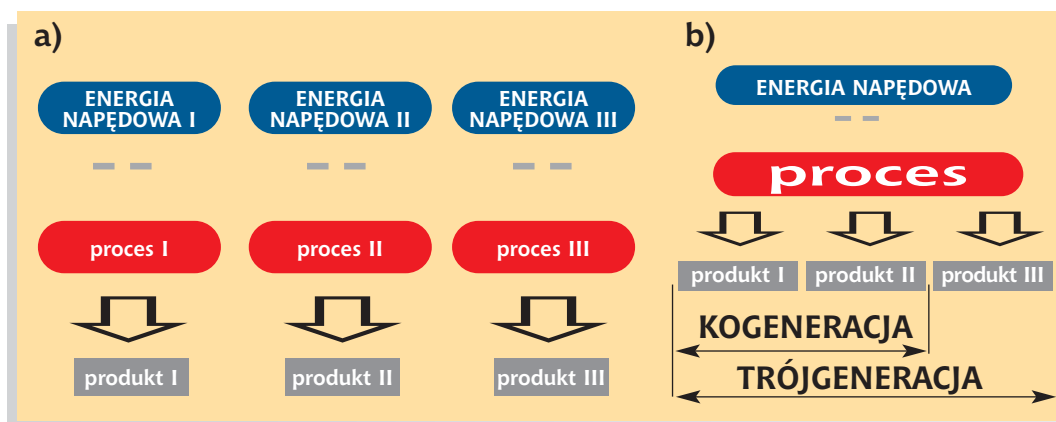 a)
ENERGIA
NAPĘDOWA I
ENERGIA
NAPĘDOWA II
ENERGIA
NAPĘDOWA III
proces I
proces II
proces III
produkt I
produkt II
produkt III
b)
ENERGIA NAPĘDOWA
proces
produkt I
produkt II
produkt III
KOGENERACJA
TRÓJGENERACJA